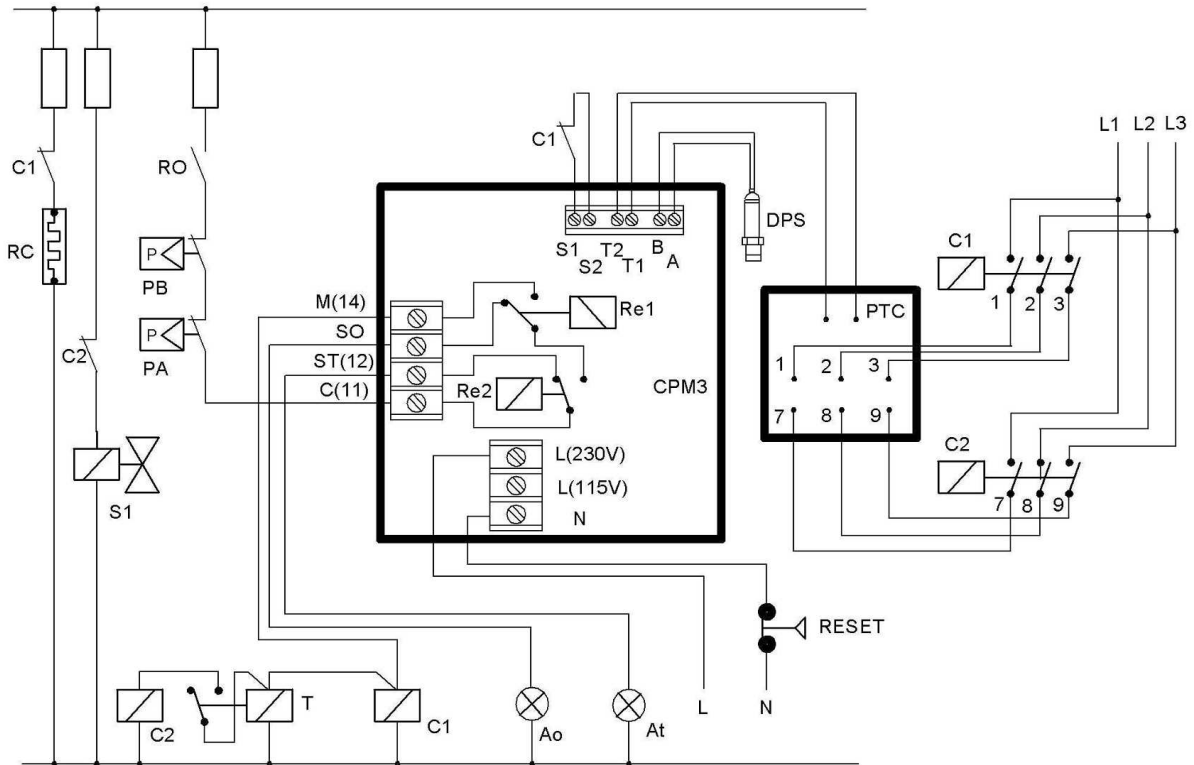 L1 L2 L3
C1 RO C1 DPS
RC
P
PB
S1 S2 T2 T1 B A
C1
1 2 3
M(14) Re1
SO
P
PA
C2
ST(12)
C(11) Re2 CPM3
PTC
1 2 3
7 8 9
L(230V)
L(115V)
N
C2
7 8 9
S1
RESET
C2 T C1 Ao At L N